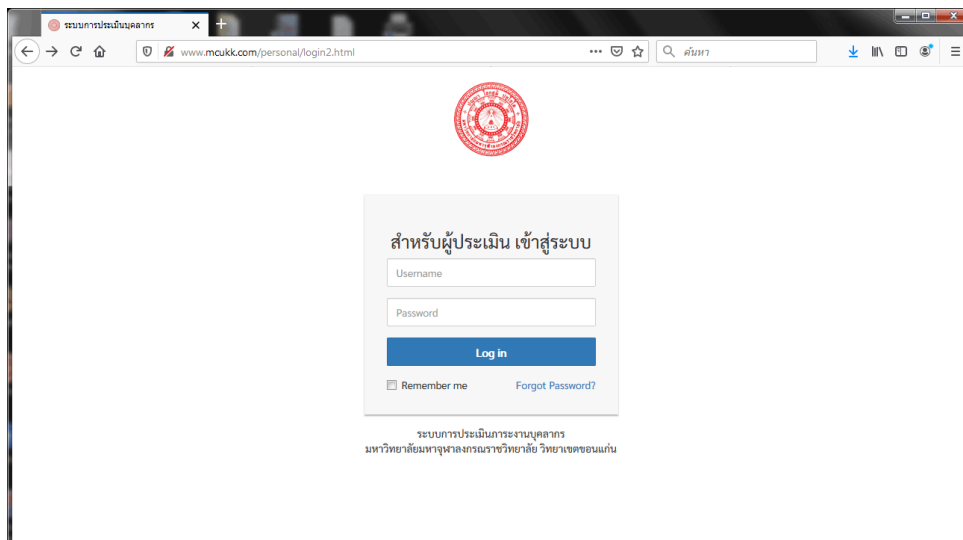 ระบบการประเมินบุคลากร
www.mcukk.com/personal/login2.html
ค้นหา
สำหรับผู้ประเมิน เข้าสู่ระบบ
Username
Password
Log in
Remember me Forgot Password?
ระบบการประเมินภาระงานบุคลากร
มหาวิทยาลัยมหาจุฬาลงกรณราชวิทยาลัย วิทยาเขตขอนแก่น